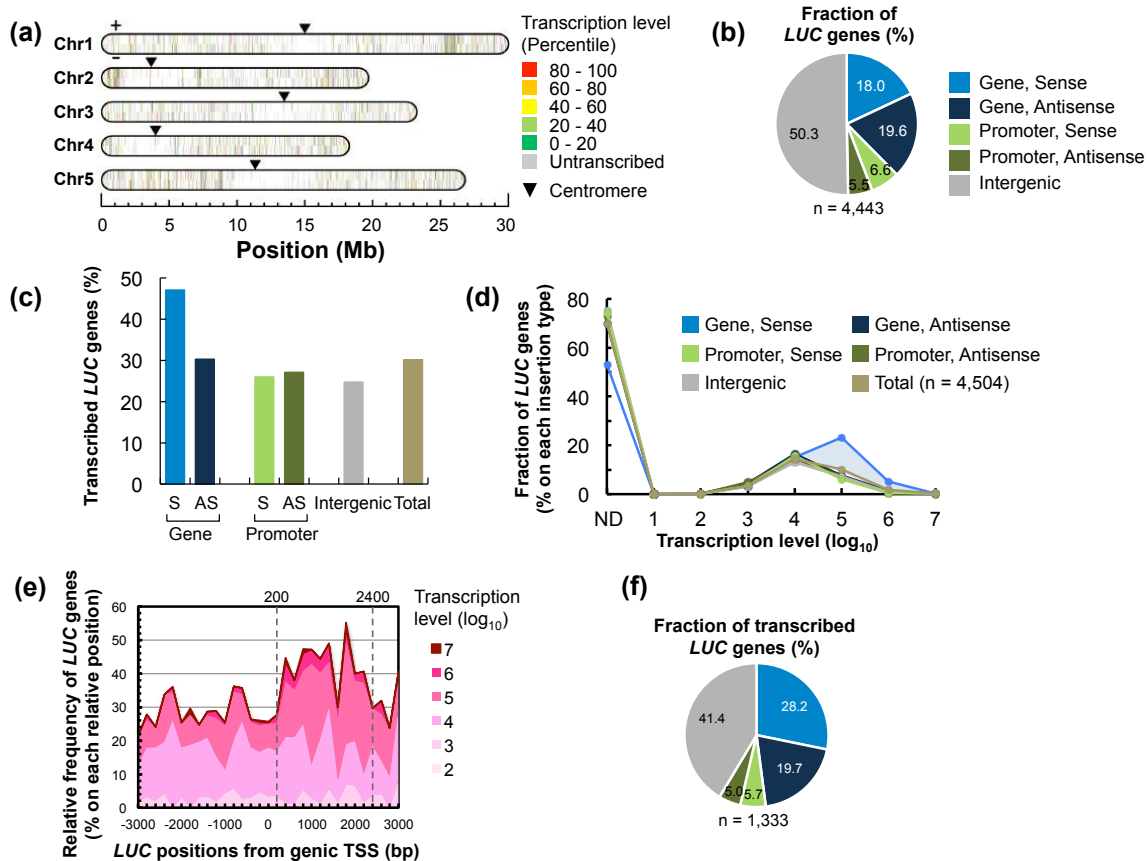 (a)
+
-
Chr1
Chr2
Chr3
Chr4
Chr5
0 5 10 15 20 25 30
Position (Mb)
Transcription level
(Percentile)
80 - 100
60 - 80
40 - 60
20 - 40
0 - 20
Untranscribed
Centromere
(b)
Fraction of
LUC genes (%)
18.0
19.6
6.6
5.5
50.3
n = 4,443
Gene, Sense
Gene, Antisense
Promoter, Sense
Promoter, Antisense
Intergenic
(c)
Transcribed LUC genes (%)
50
40
30
20
10
0
S AS S AS Intergenic Total
Gene Promoter
(d)
Fraction of LUC genes
(% on each insertion type)
80
60
40
20
0
Gene, Sense Gene, Antisense
Promoter, Sense Promoter, Antisense
Intergenic Total (n = 4,504)
ND 1 2 3 4 5 6 7
Transcription level (log10)
(e)
Relative frequency of LUC genes
(% on each relative position)
200 2400
60
50
40
30
20
10
0
-3000 -2000 -1000 0 1000 2000 3000
LUC positions from genic TSS (bp)
Transcription
level (log10)
7
6
5
4
3
2
(f)
Fraction of transcribed
LUC genes (%)
28.2
19.7
5.7
5.0
41.4
n = 1,333